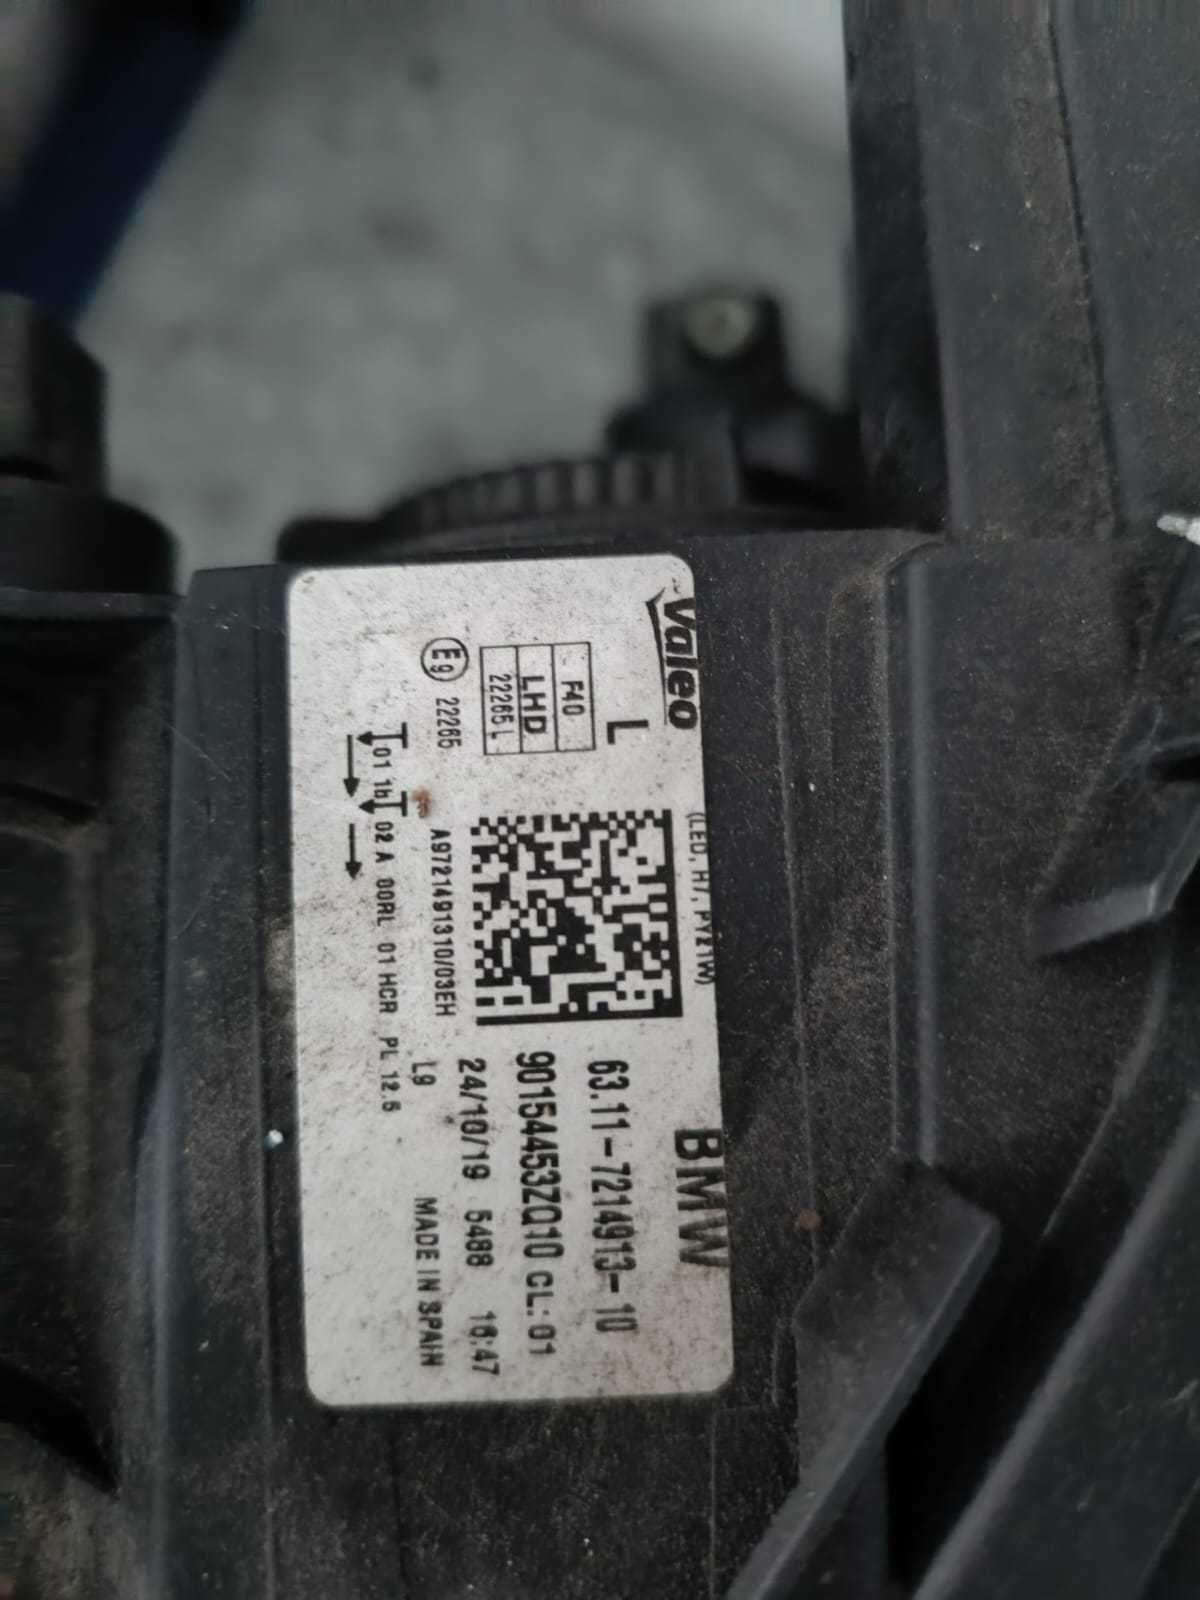 Valeo
(LED, H7, PY21W)
BMW
L
63.11-7214913-10
F40
LHD
22265 L
90154453ZQ10 CL: 01
24/10/19 5488 16:47
E9 22265
A9721491310/03EH
L9
MADE IN SPAIN
01 1b 02 A 00RL 01 HCR PL 12.5